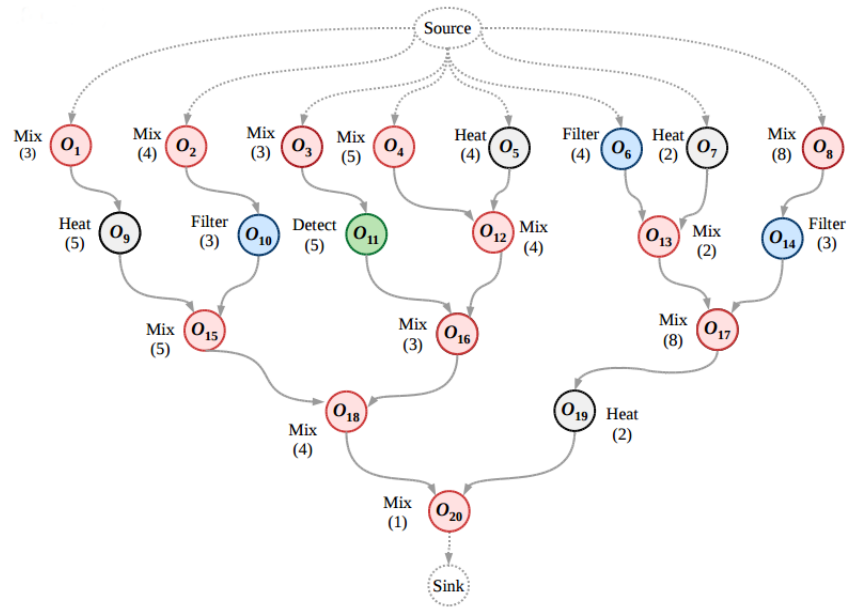 Source
Mix
(3)
O1
Mix
(4)
O2
Mix
(3)
O3
Mix
(5)
O4
Heat
(4)
O5
Filter
(4)
O6
Heat
(2)
O7
Mix
(8)
O8
Heat
(5)
O9
Filter
(3)
O10
Detect
(5)
O11
O12
Mix
(4)
O13
Mix
(2)
O14
Filter
(3)
Mix
(5)
O15
Mix
(3)
O16
Mix
(8)
O17
Mix
(4)
O18
O19
Heat
(2)
Mix
(1)
O20
Sink